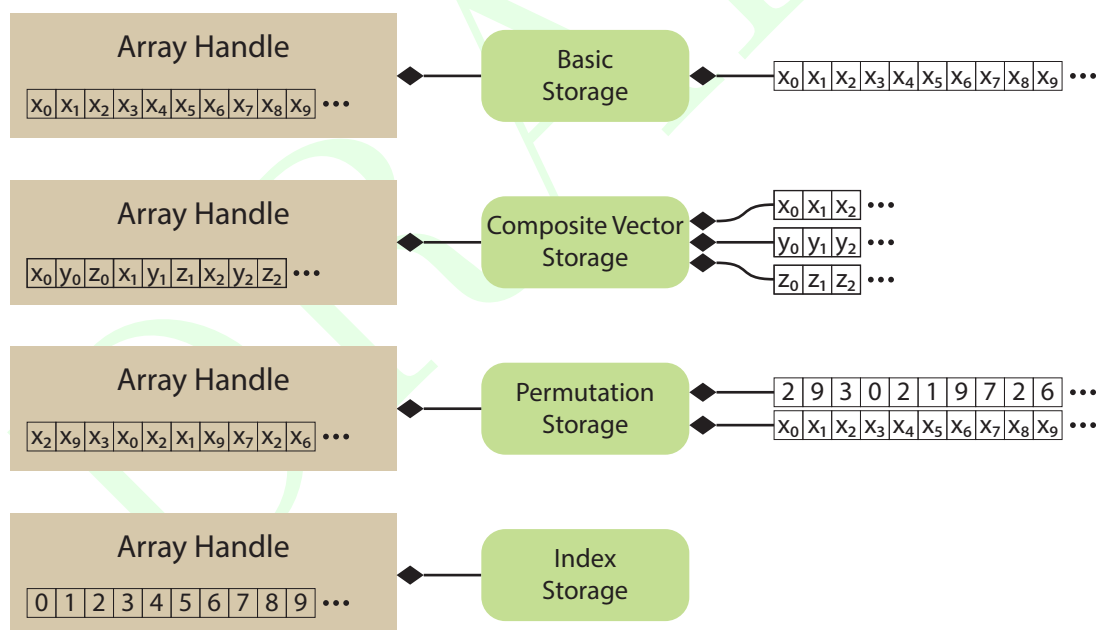 Array Handle
x₀ x₁ x₂ x₃ x₄ x₅ x₆ x₇ x₈ x₉ •••
Basic
Storage
x₀ x₁ x₂ x₃ x₄ x₅ x₆ x₇ x₈ x₉ •••
Array Handle
x₀ y₀ z₀ x₁ y₁ z₁ x₂ y₂ z₂ •••
Composite Vector
Storage
x₀ x₁ x₂ •••
y₀ y₁ y₂ •••
z₀ z₁ z₂ •••
Array Handle
x₂ x₉ x₃ x₀ x₂ x₁ x₉ x₇ x₂ x₆ •••
Permutation
Storage
2 9 3 0 2 1 9 7 2 6 •••
x₀ x₁ x₂ x₃ x₄ x₅ x₆ x₇ x₈ x₉ •••
Array Handle
0 1 2 3 4 5 6 7 8 9 •••
Index
Storage